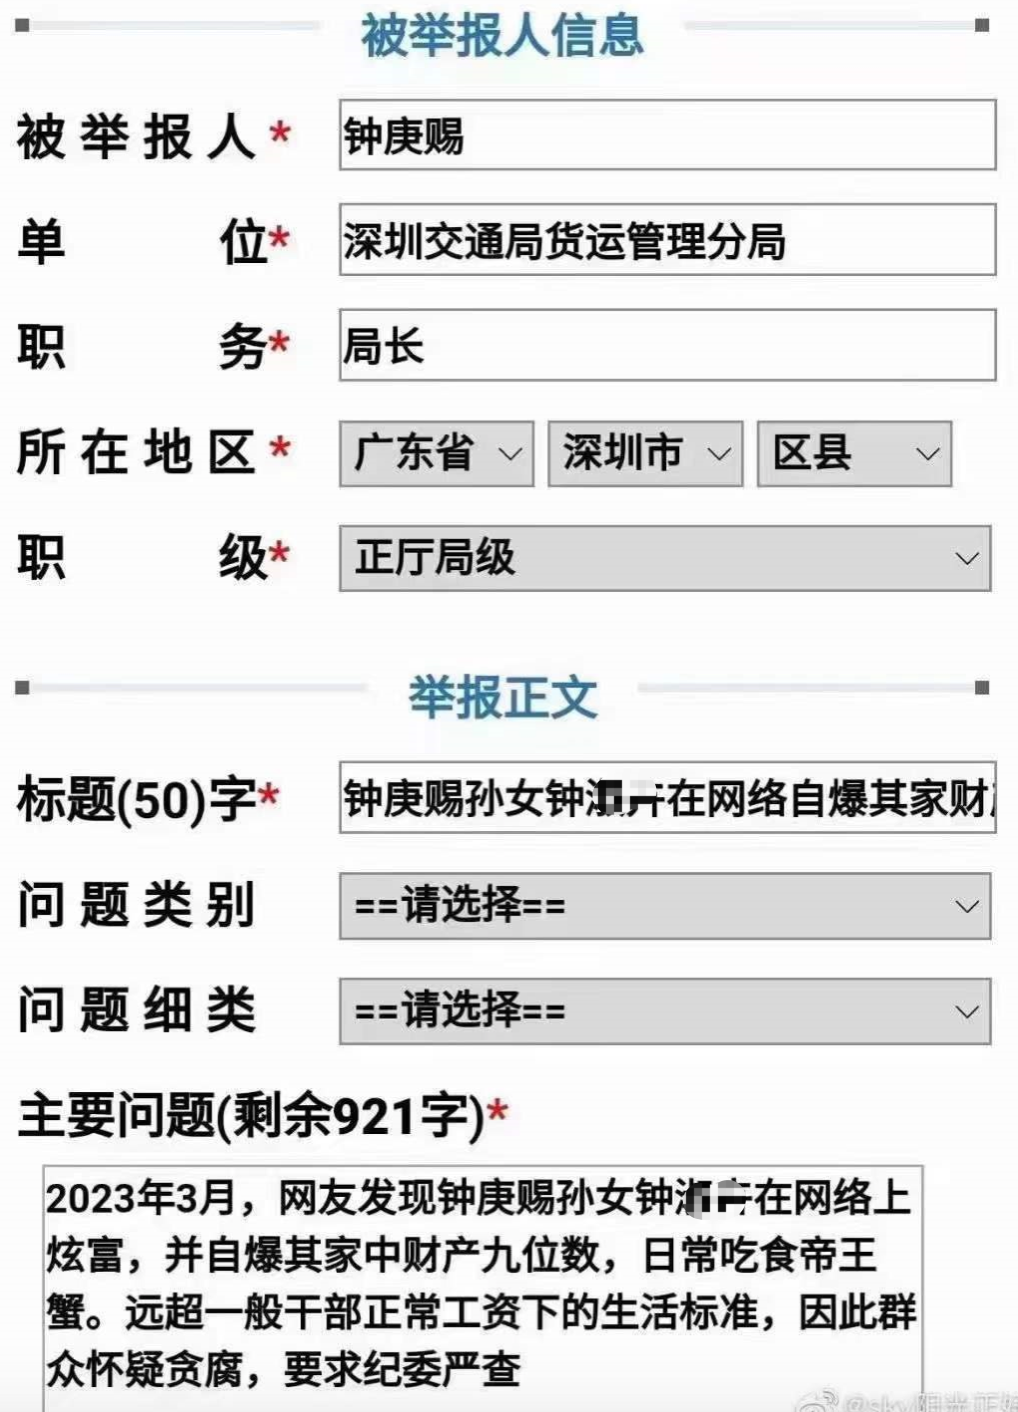 被举报人信息
被举报人* 钟庚赐
单位* 深圳交通局货运管理分局
职务* 局长
所在地区* 广东省 深圳市 区县
职级* 正厅局级
举报正文
标题(50)字* 钟庚赐孙女钟在网络自爆其家财
问题类别 ==请选择==
问题细类 ==请选择==
主要问题(剩余921字)*
2023年3月，网友发现钟庚赐孙女钟在网络上
炫富，并自爆其家中财产九位数，日常吃食帝王
蟹。远超一般干部正常工资下的生活标准，因此群
众怀疑贪腐，要求纪委严查